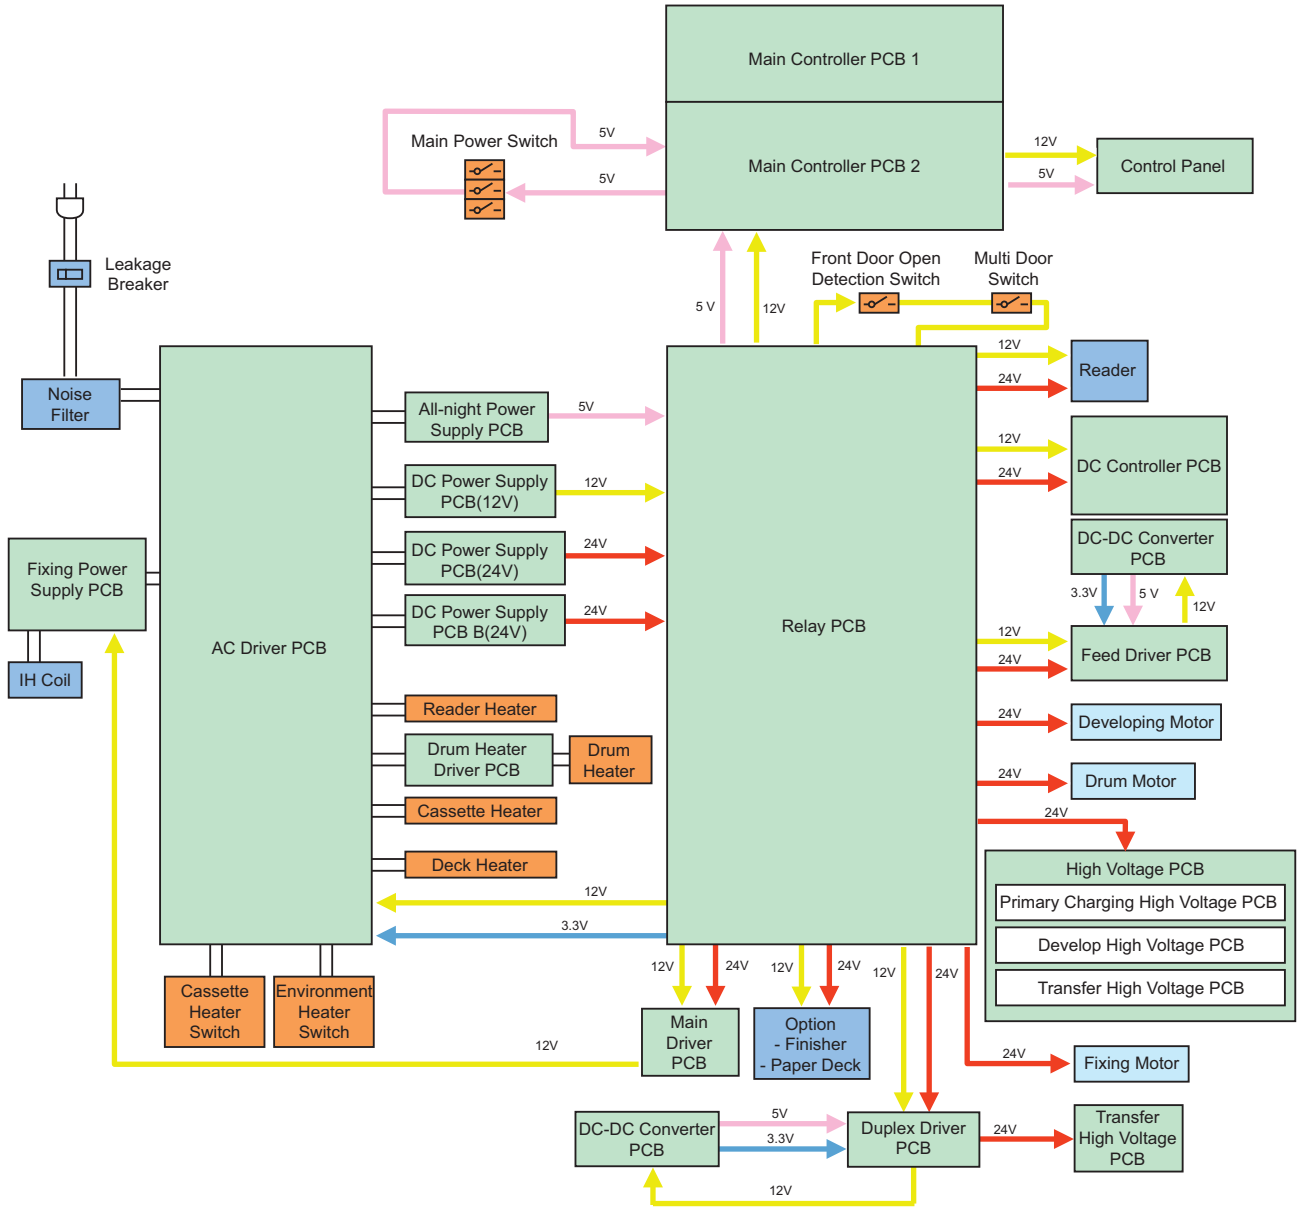 Main Controller PCB 1
5V
Main Power Switch
12V
Main Controller PCB 2
Control Panel
5V
5V
Leakage
Breaker
Front Door Open
Detection Switch
Multi Door
Switch
5 V
12V
12V
Reader
24V
Noise
Filter
All-night Power
Supply PCB
5V
12V
DC Controller PCB
24V
DC Power Supply
PCB(12V)
12V
DC Power Supply
PCB(24V)
24V
DC-DC Converter
PCB
Fixing Power
Supply PCB
3.3V
5 V
12V
DC Power Supply
PCB B(24V)
24V
Relay PCB
12V
Feed Driver PCB
24V
AC Driver PCB
IH Coil
Reader Heater
24V
Developing Motor
Drum Heater
Driver PCB
Drum
Heater
24V
Drum Motor
Cassette Heater
24V
Deck Heater
High Voltage PCB
12V
Primary Charging High Voltage PCB
3.3V
Develop High Voltage PCB
12V
24V
12V
24V
12V
24V
Transfer High Voltage PCB
Cassette
Heater
Switch
Environment
Heater
Switch
Main
Driver
PCB
Option
- Finisher
- Paper Deck
12V
24V
Fixing Motor
DC-DC Converter
PCB
5V
3.3V
Duplex Driver
PCB
24V
Transfer
High Voltage
PCB
12V